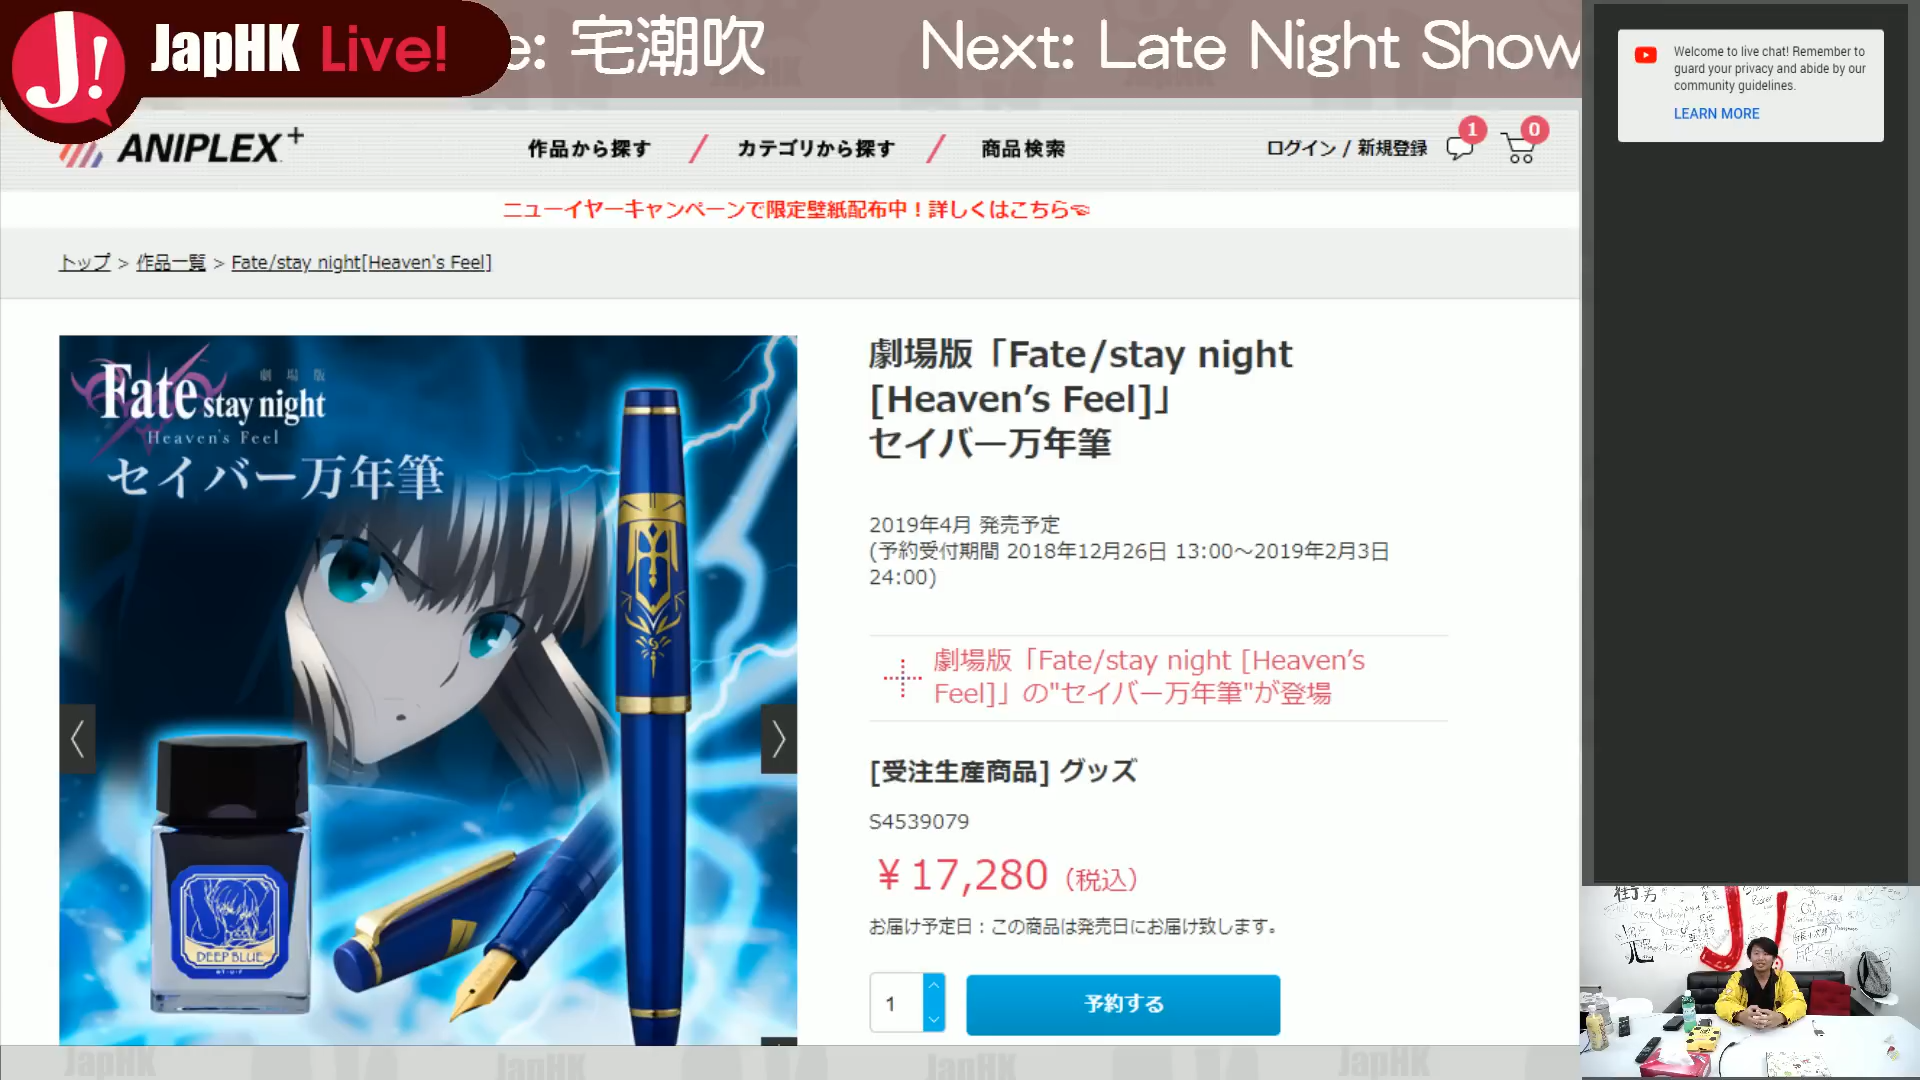 J!
JapHK Live!
e: 宅潮吹
Next: Late Night Show
Welcome to live chat! Remember to
guard your privacy and abide by our
community guidelines.
LEARN MORE
ANIPLEX+
作品から探す / カテゴリから探す / 商品検索
ログイン / 新規登録
1
0
ニューイヤーキャンペーンで限定壁紙配布中！詳しくはこちら☜
トップ > 作品一覧 > Fate/stay night[Heaven's Feel]
劇場版
Fate stay night
Heaven's Feel
セイバー万年筆
DEEP BLUE
劇場版「Fate/stay night
[Heaven’s Feel]」
セイバー万年筆
2019年4月 発売予定
(予約受付期間 2018年12月26日 13:00～2019年2月3日
24:00)
劇場版「Fate/stay night [Heaven’s
Feel]」の"セイバー万年筆"が登場
[受注生産商品] グッズ
S4539079
￥17,280（税込）
お届け予定日：この商品は発売日にお届け致します。
1
予約する
J!
JapHK
JapHK
JapHK
JapHK